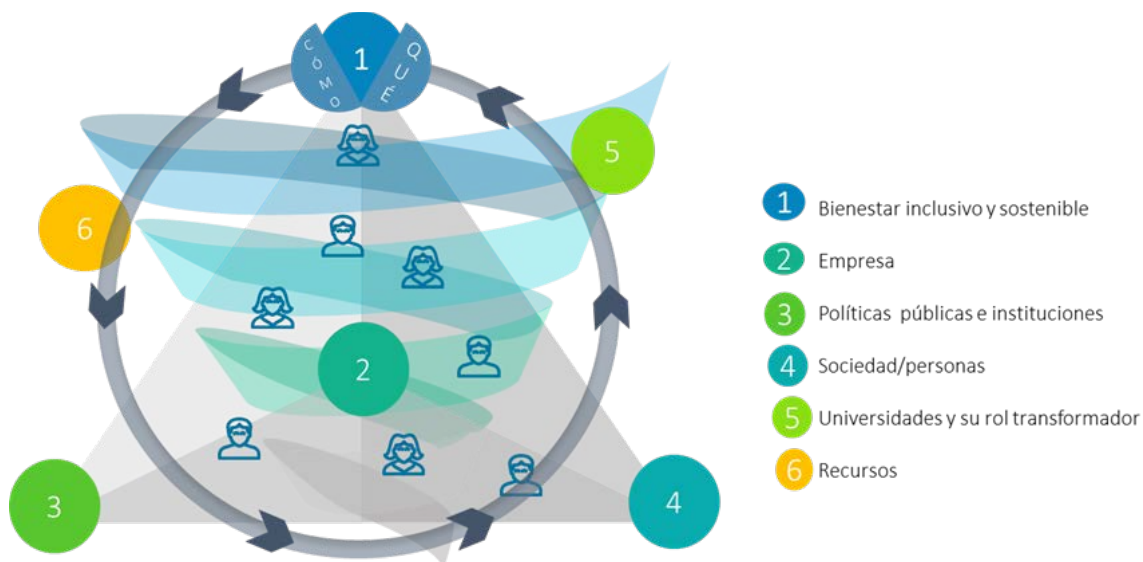 CÓMO
1
QUÉ
5
6
2
3
4
1 Bienestar inclusivo y sostenible
2 Empresa
3 Políticas públicas e instituciones
4 Sociedad/personas
5 Universidades y su rol transformador
6 Recursos